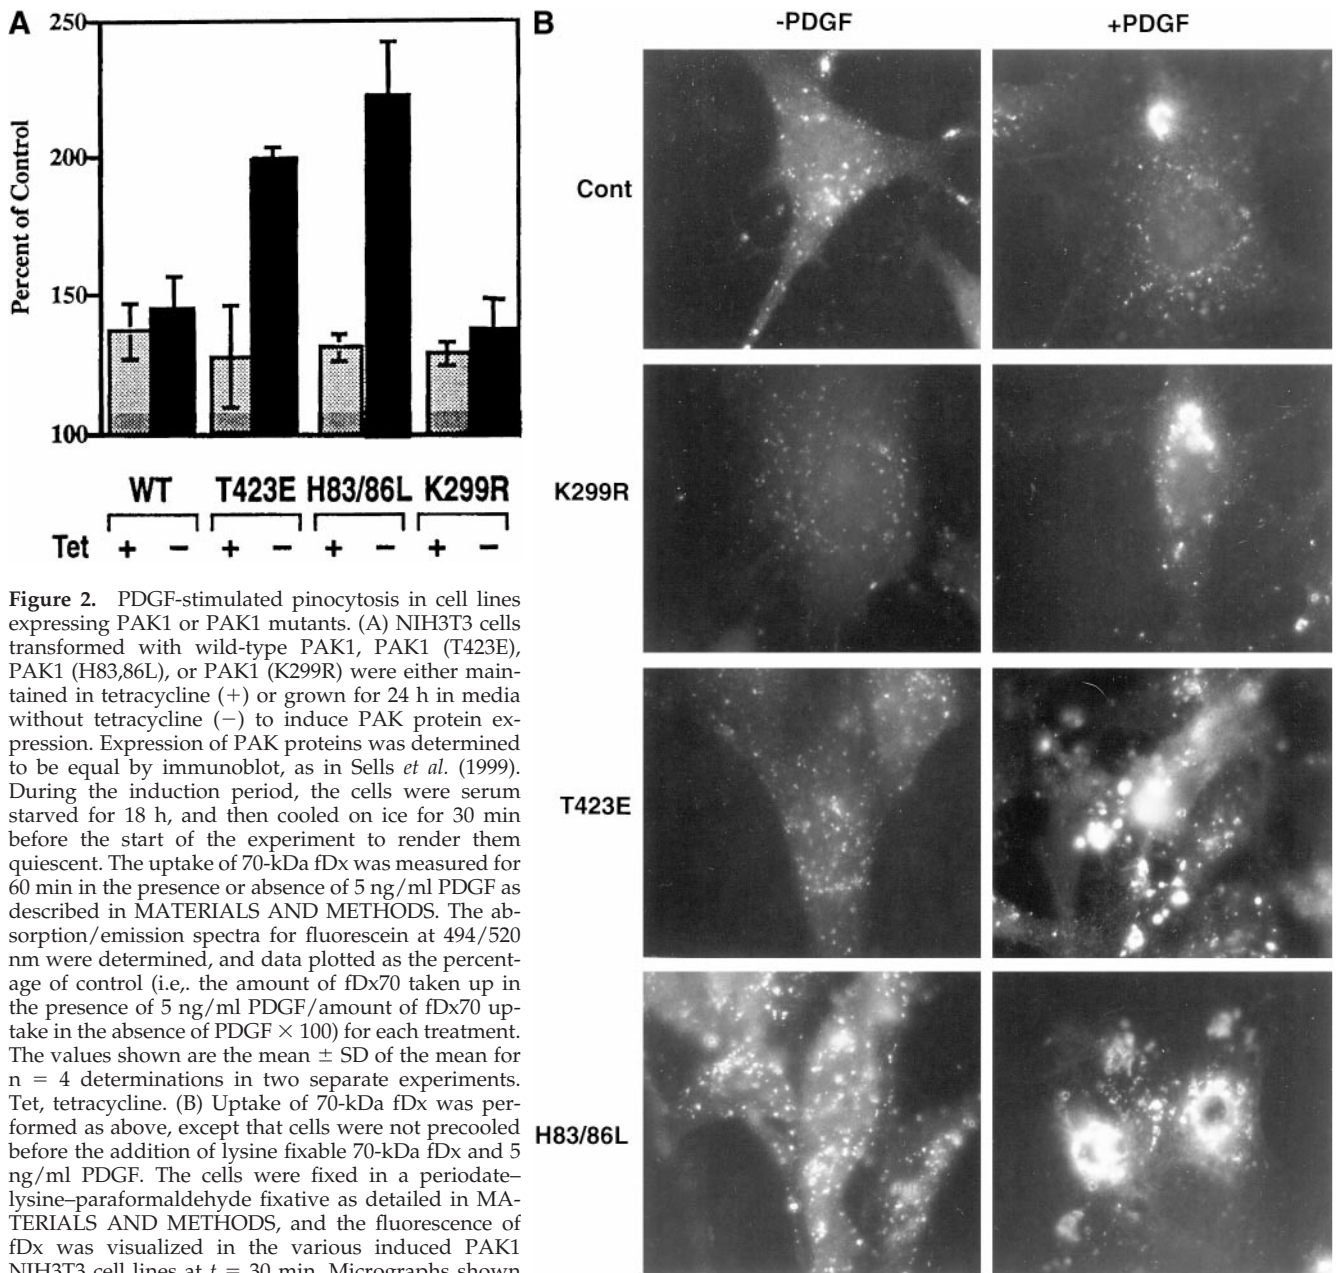 A
250
200
150
100
Percent of Control
WT T423E H83/86L K299R
Tet + − + − + − + −
Figure 2. PDGF-stimulated pinocytosis in cell lines
expressing PAK1 or PAK1 mutants. (A) NIH3T3 cells
transformed with wild-type PAK1, PAK1 (T423E),
PAK1 (H83,86L), or PAK1 (K299R) were either main-
tained in tetracycline (+) or grown for 24 h in media
without tetracycline (−) to induce PAK protein ex-
pression. Expression of PAK proteins was determined
to be equal by immunoblot, as in Sells et al. (1999).
During the induction period, the cells were serum
starved for 18 h, and then cooled on ice for 30 min
before the start of the experiment to render them
quiescent. The uptake of 70-kDa fDx was measured for
60 min in the presence or absence of 5 ng/ml PDGF as
described in MATERIALS AND METHODS. The ab-
sorption/emission spectra for fluorescein at 494/520
nm were determined, and data plotted as the percent-
age of control (i.e,. the amount of fDx70 taken up in
the presence of 5 ng/ml PDGF/amount of fDx70 up-
take in the absence of PDGF × 100) for each treatment.
The values shown are the mean ± SD of the mean for
n = 4 determinations in two separate experiments.
Tet, tetracycline. (B) Uptake of 70-kDa fDx was per-
formed as above, except that cells were not precooled
before the addition of lysine fixable 70-kDa fDx and 5
ng/ml PDGF. The cells were fixed in a periodate–
lysine–paraformaldehyde fixative as detailed in MA-
TERIALS AND METHODS, and the fluorescence of
fDx was visualized in the various induced PAK1
NIH3T3 cell lines at t = 30 min. Micrographs shown
B
-PDGF +PDGF
Cont
K299R
T423E
H83/86L